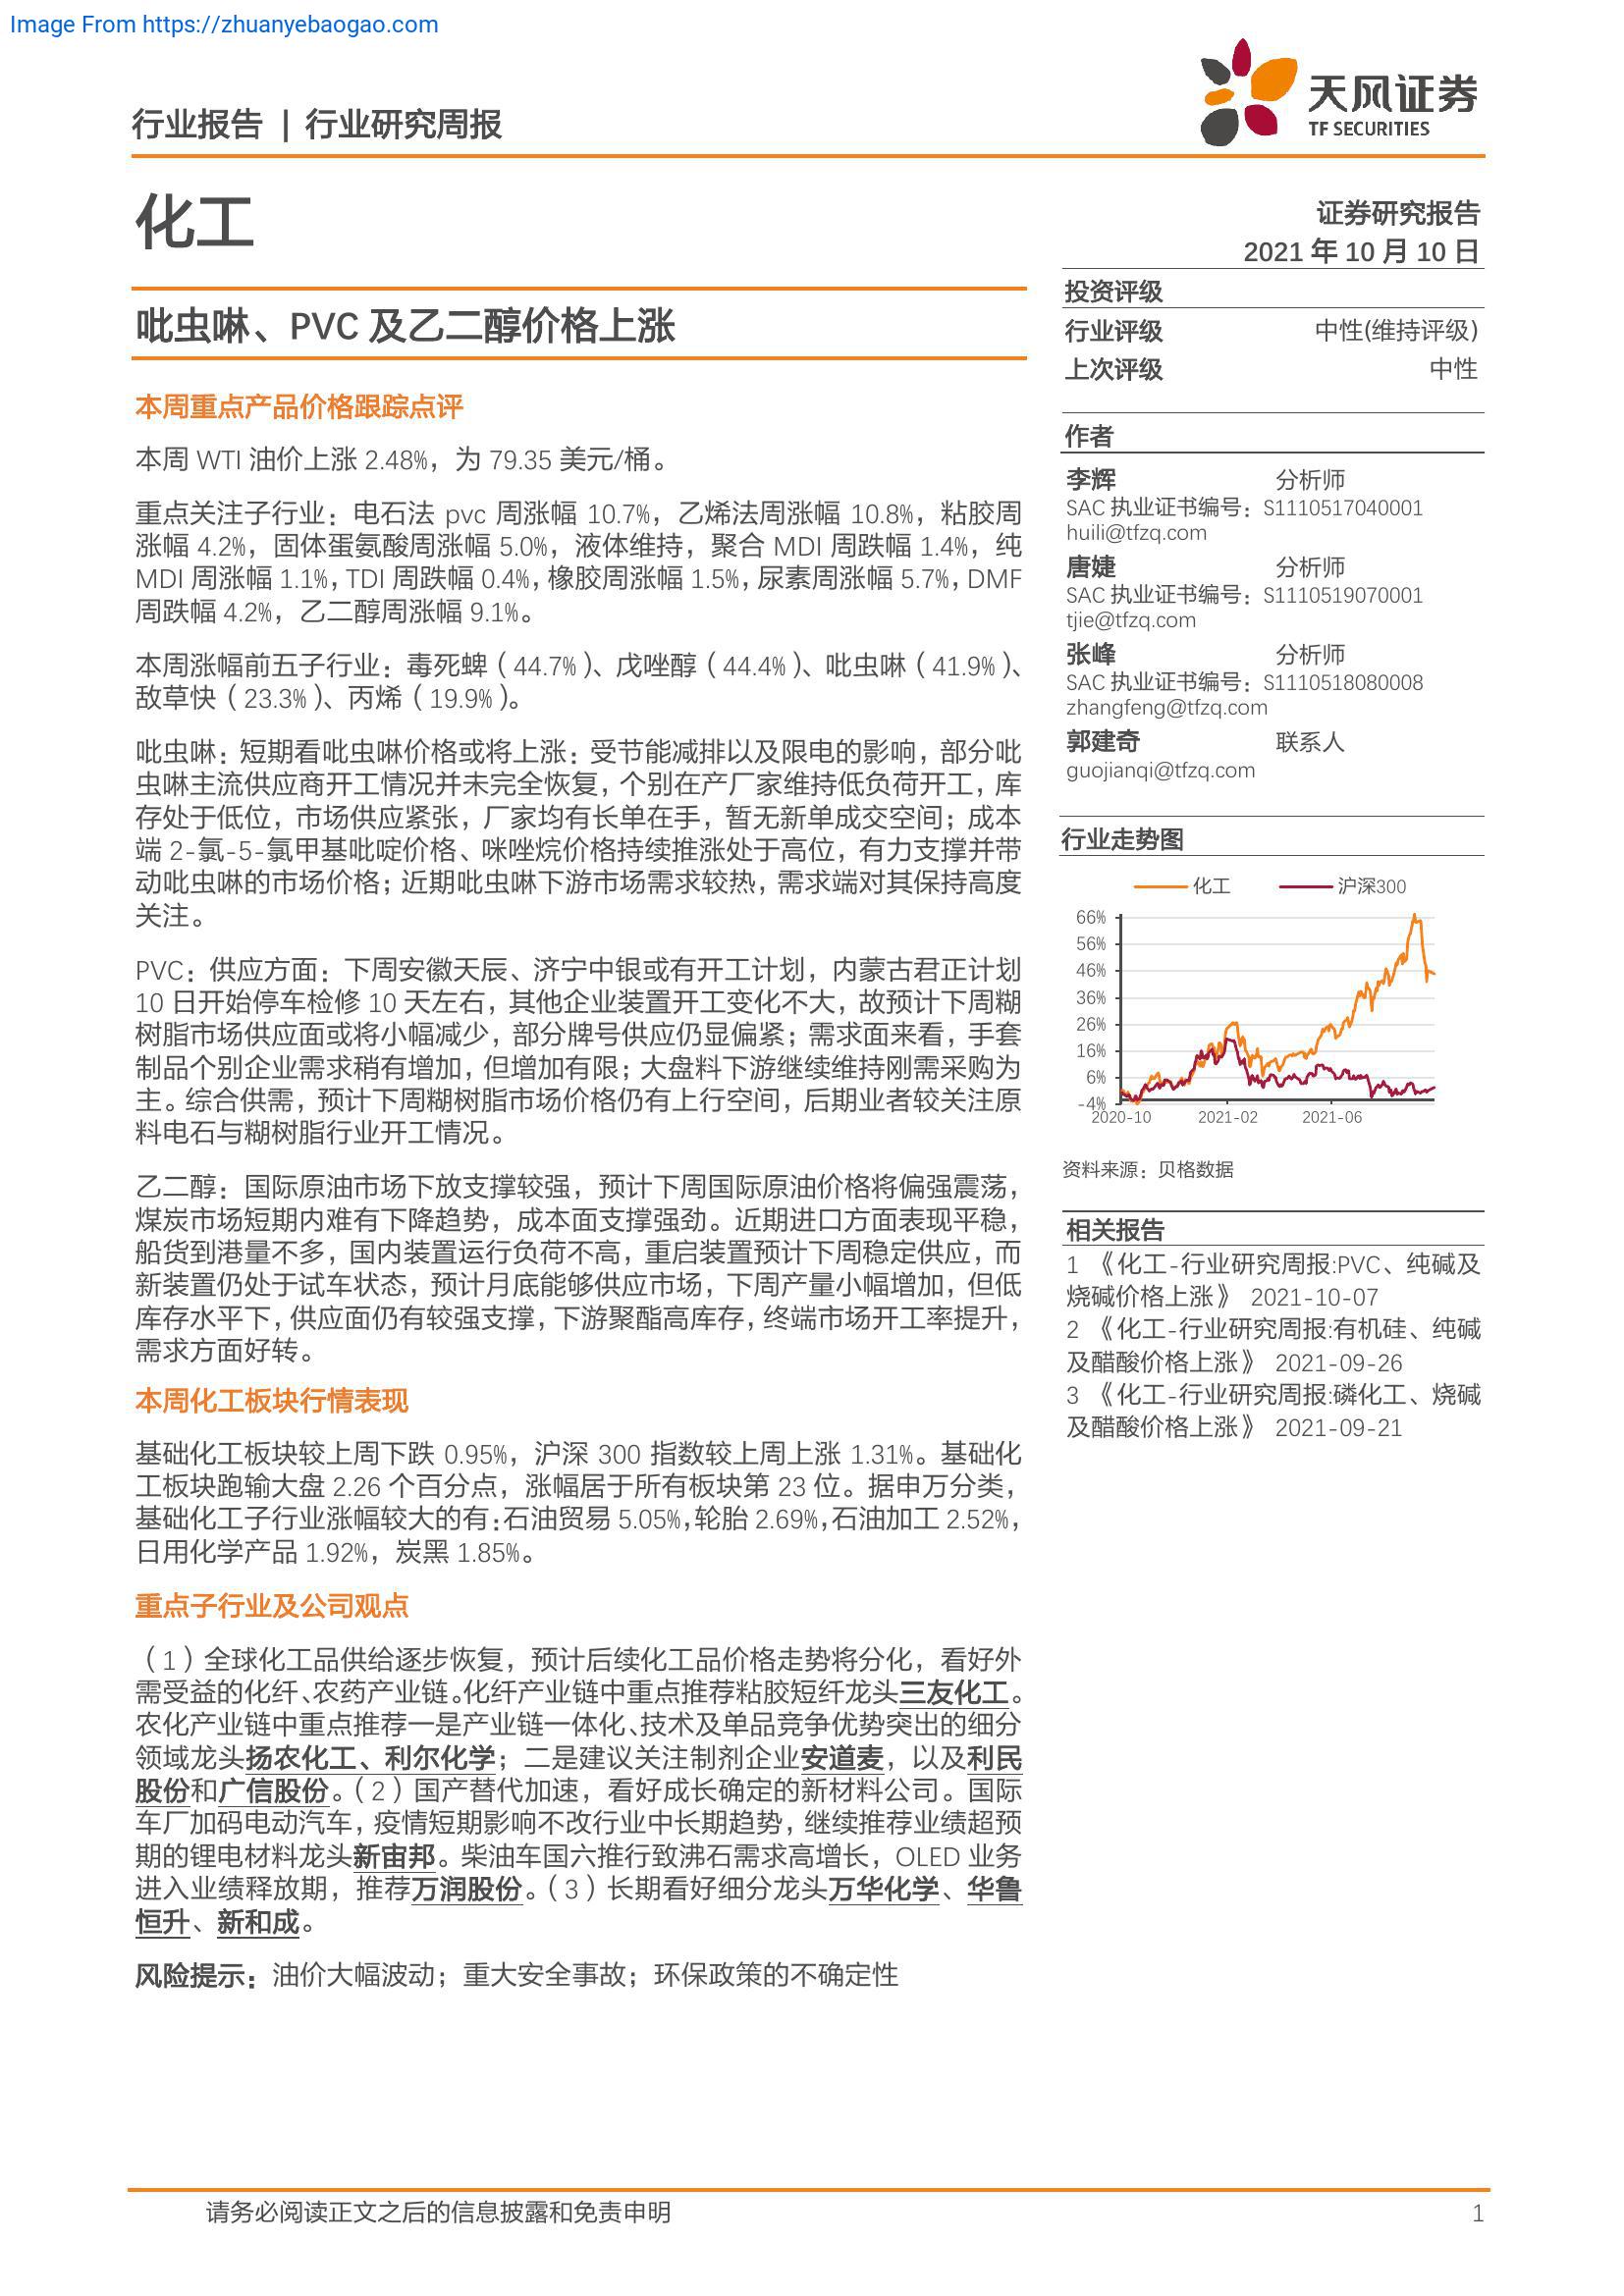 Image From https://zhuanyebaogao.com
行业报告 | 行业研究周报
天风证券
TF SECURITIES
化工
证券研究报告
2021 年 10 月 10 日
吡虫啉、PVC 及乙二醇价格上涨
本周重点产品价格跟踪点评
本周 WTI 油价上涨 2.48%，为 79.35 美元/桶。
重点关注子行业：电石法 pvc 周涨幅 10.7%，乙烯法周涨幅 10.8%，粘胶周
涨幅 4.2%，固体蛋氨酸周涨幅 5.0%，液体维持，聚合 MDI 周跌幅 1.4%，纯
MDI 周涨幅 1.1%，TDI 周跌幅 0.4%，橡胶周涨幅 1.5%，尿素周涨幅 5.7%，DMF
周跌幅 4.2%，乙二醇周涨幅 9.1%。
本周涨幅前五子行业：毒死蜱（44.7%）、戊唑醇（44.4%）、吡虫啉（41.9%）、
敌草快（23.3%）、丙烯（19.9%）。
吡虫啉：短期看吡虫啉价格或将上涨：受节能减排以及限电的影响，部分吡
虫啉主流供应商开工情况并未完全恢复，个别在产厂家维持低负荷开工，库
存处于低位，市场供应紧张，厂家均有长单在手，暂无新单成交空间；成本
端 2-氯-5-氯甲基吡啶价格、咪唑烷价格持续推涨处于高位，有力支撑并带
动吡虫啉的市场价格；近期吡虫啉下游市场需求较热，需求端对其保持高度
关注。
PVC：供应方面：下周安徽天辰、济宁中银或有开工计划，内蒙古君正计划
10 日开始停车检修 10 天左右，其他企业装置开工变化不大，故预计下周糊
树脂市场供应面或将小幅减少，部分牌号供应仍显偏紧；需求面来看，手套
制品个别企业需求稍有增加，但增加有限；大盘料下游继续维持刚需采购为
主。综合供需，预计下周糊树脂市场价格仍有上行空间，后期业者较关注原
料电石与糊树脂行业开工情况。
乙二醇：国际原油市场下放支撑较强，预计下周国际原油价格将偏强震荡，
煤炭市场短期内难有下降趋势，成本面支撑强劲。近期进口方面表现平稳，
船货到港量不多，国内装置运行负荷不高，重启装置预计下周稳定供应，而
新装置仍处于试车状态，预计月底能够供应市场，下周产量小幅增加，但低
库存水平下，供应面仍有较强支撑，下游聚酯高库存，终端市场开工率提升，
需求方面好转。
本周化工板块行情表现
基础化工板块较上周下跌 0.95%，沪深 300 指数较上周上涨 1.31%。基础化
工板块跑输大盘 2.26 个百分点，涨幅居于所有板块第 23 位。据申万分类，
基础化工子行业涨幅较大的有：石油贸易 5.05%，轮胎 2.69%，石油加工 2.52%，
日用化学产品 1.92%，炭黑 1.85%。
重点子行业及公司观点
（1）全球化工品供给逐步恢复，预计后续化工品价格走势将分化，看好外
需受益的化纤、农药产业链。化纤产业链中重点推荐粘胶短纤龙头三友化工。
农化产业链中重点推荐一是产业链一体化、技术及单品竞争优势突出的细分
领域龙头扬农化工、利尔化学；二是建议关注制剂企业安道麦，以及利民
股份和广信股份。（2）国产替代加速，看好成长确定的新材料公司。国际
车厂加码电动汽车，疫情短期影响不改行业中长期趋势，继续推荐业绩超预
期的锂电材料龙头新宙邦。柴油车国六推行致沸石需求高增长，OLED 业务
进入业绩释放期，推荐万润股份。（3）长期看好细分龙头万华化学、华鲁
恒升、新和成。
风险提示：油价大幅波动；重大安全事故；环保政策的不确定性
投资评级
行业评级 中性(维持评级)
上次评级 中性
作者
李辉 分析师
SAC 执业证书编号：S1110517040001
huili@tfzq.com
唐婕 分析师
SAC 执业证书编号：S1110519070001
tjie@tfzq.com
张峰 分析师
SAC 执业证书编号：S1110518080008
zhangfeng@tfzq.com
郭建奇 联系人
guojianqi@tfzq.com
行业走势图
化工 沪深300
66%
56%
46%
36%
26%
16%
6%
-4%
2020-10 2021-02 2021-06
资料来源：贝格数据
相关报告
1 《化工-行业研究周报:PVC、纯碱及
烧碱价格上涨》 2021-10-07
2 《化工-行业研究周报:有机硅、纯碱
及醋酸价格上涨》 2021-09-26
3 《化工-行业研究周报:磷化工、烧碱
及醋酸价格上涨》 2021-09-21
请务必阅读正文之后的信息披露和免责申明 1